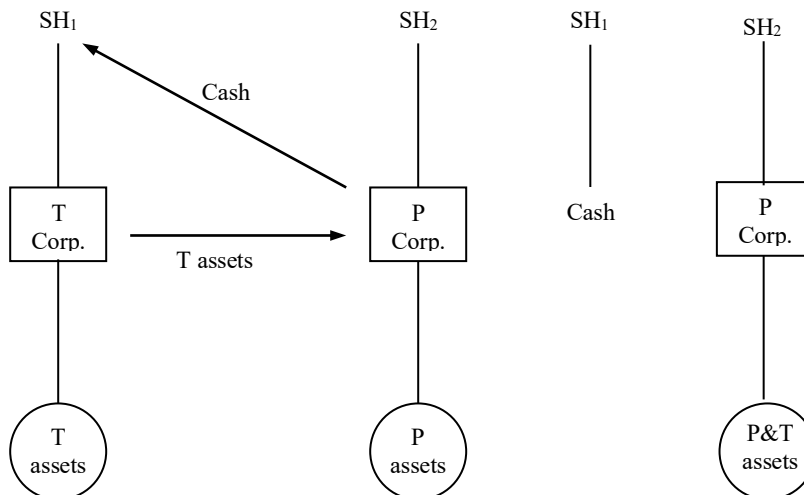 SH₁
SH₂
SH₁
SH₂
Cash
T
Corp.
P
Corp.
Cash
P
Corp.
T assets
T
assets
P
assets
P&T
assets